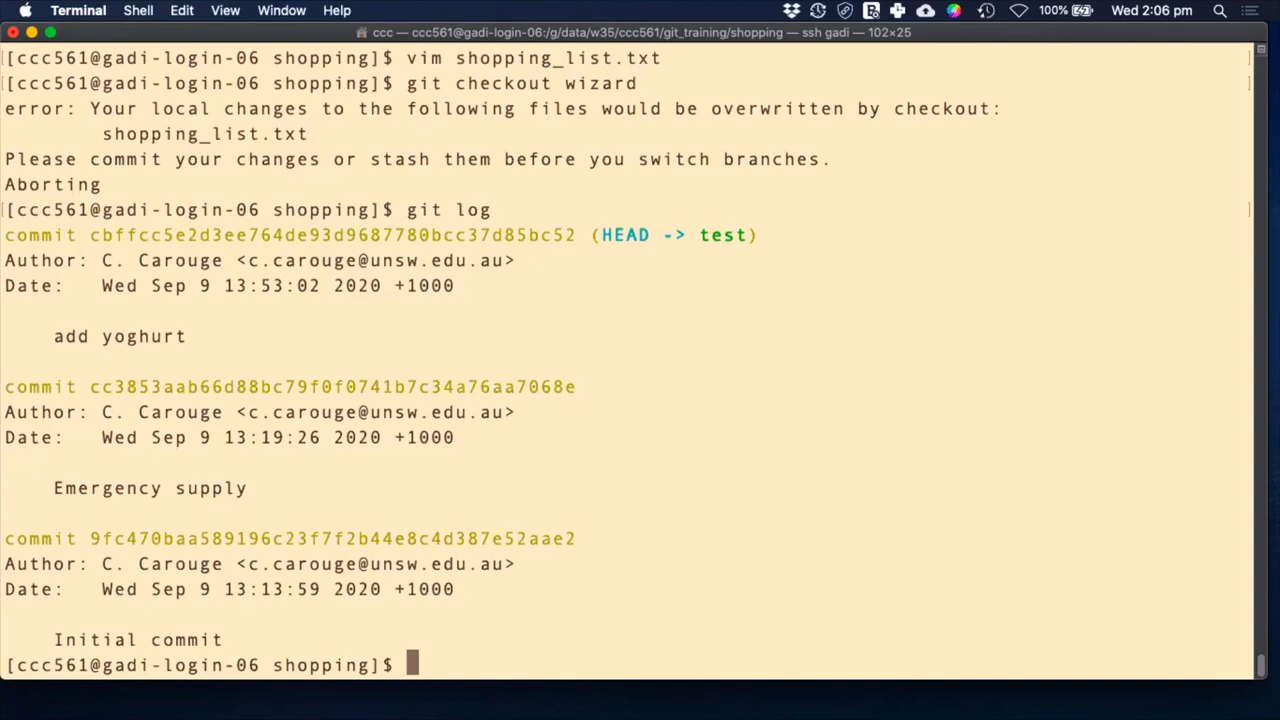 Terminal Shell Edit View Window Help 100% Wed 2:06 pm
ccc — ccc561@gadi-login-06:/g/data/w35/ccc561/git_training/shopping — ssh gadi — 102×25
[ccc561@gadi-login-06 shopping]$ vim shopping_list.txt
[ccc561@gadi-login-06 shopping]$ git checkout wizard
error: Your local changes to the following files would be overwritten by checkout:
shopping_list.txt
Please commit your changes or stash them before you switch branches.
Aborting
[ccc561@gadi-login-06 shopping]$ git log
commit cbffcc5e2d3ee764de93d9687780bcc37d85bc52 (HEAD -> test)
Author: C. Carouge <c.carouge@unsw.edu.au>
Date: Wed Sep 9 13:53:02 2020 +1000
add yoghurt
commit cc3853aab66d88bc79f0f0741b7c34a76aa7068e
Author: C. Carouge <c.carouge@unsw.edu.au>
Date: Wed Sep 9 13:19:26 2020 +1000
Emergency supply
commit 9fc470baa589196c23f7f2b44e8c4d387e52aae2
Author: C. Carouge <c.carouge@unsw.edu.au>
Date: Wed Sep 9 13:13:59 2020 +1000
Initial commit
[ccc561@gadi-login-06 shopping]$